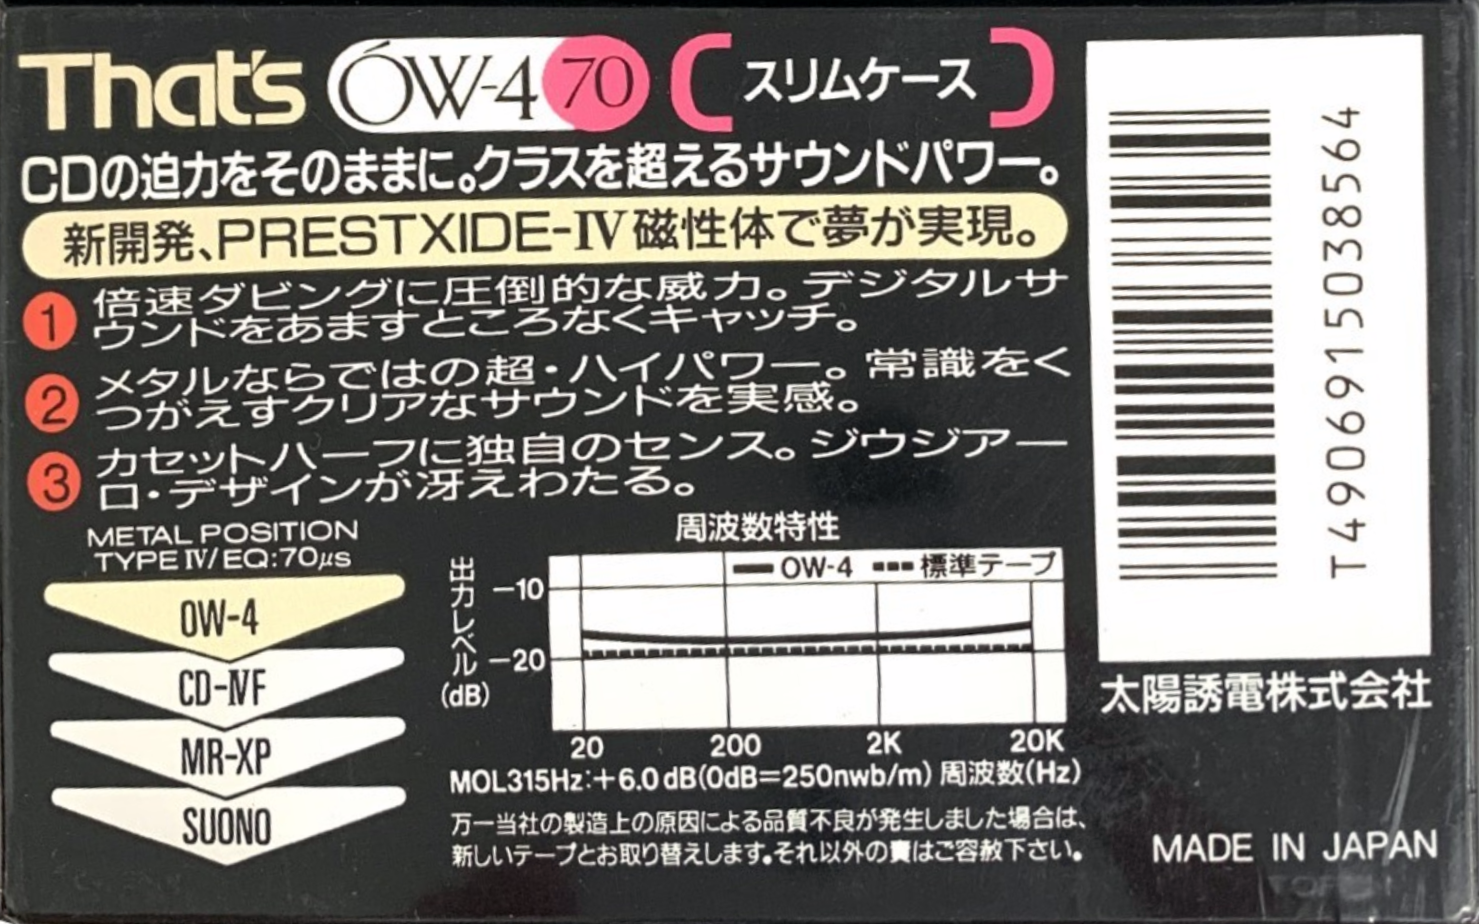 That's ÓW-4 70 (スリムケース)
CDの迫力をそのままに。クラスを超えるサウンドパワー。
新開発、PRESTXIDE-Ⅳ磁性体で夢が実現。
1 倍速ダビングに圧倒的な威力。デジタルサ
ウンドをあますところなくキャッチ。
2 メタルならではの超・ハイパワー。常識をく
つがえすクリアなサウンドを実感。
3 カセットハーフに独自のセンス。ジウジアー
ロ・デザインが冴えわたる。
METAL POSITION
TYPE Ⅳ/EQ:70μs
OW-4
CD-ⅣF
MR-XP
SUONO
周波数特性
OW-4 標準テープ
出力レベル(dB)
-10
-20
20 200 2K 20K
MOL315Hz:+6.0dB(0dB=250nwb/m) 周波数(Hz)
万一当社の製造上の原因による品質不良が発生しました場合は、
新しいテープとお取り替えします。それ以外の責はご容赦下さい。
T4906915038564
太陽誘電株式会社
MADE IN JAPAN